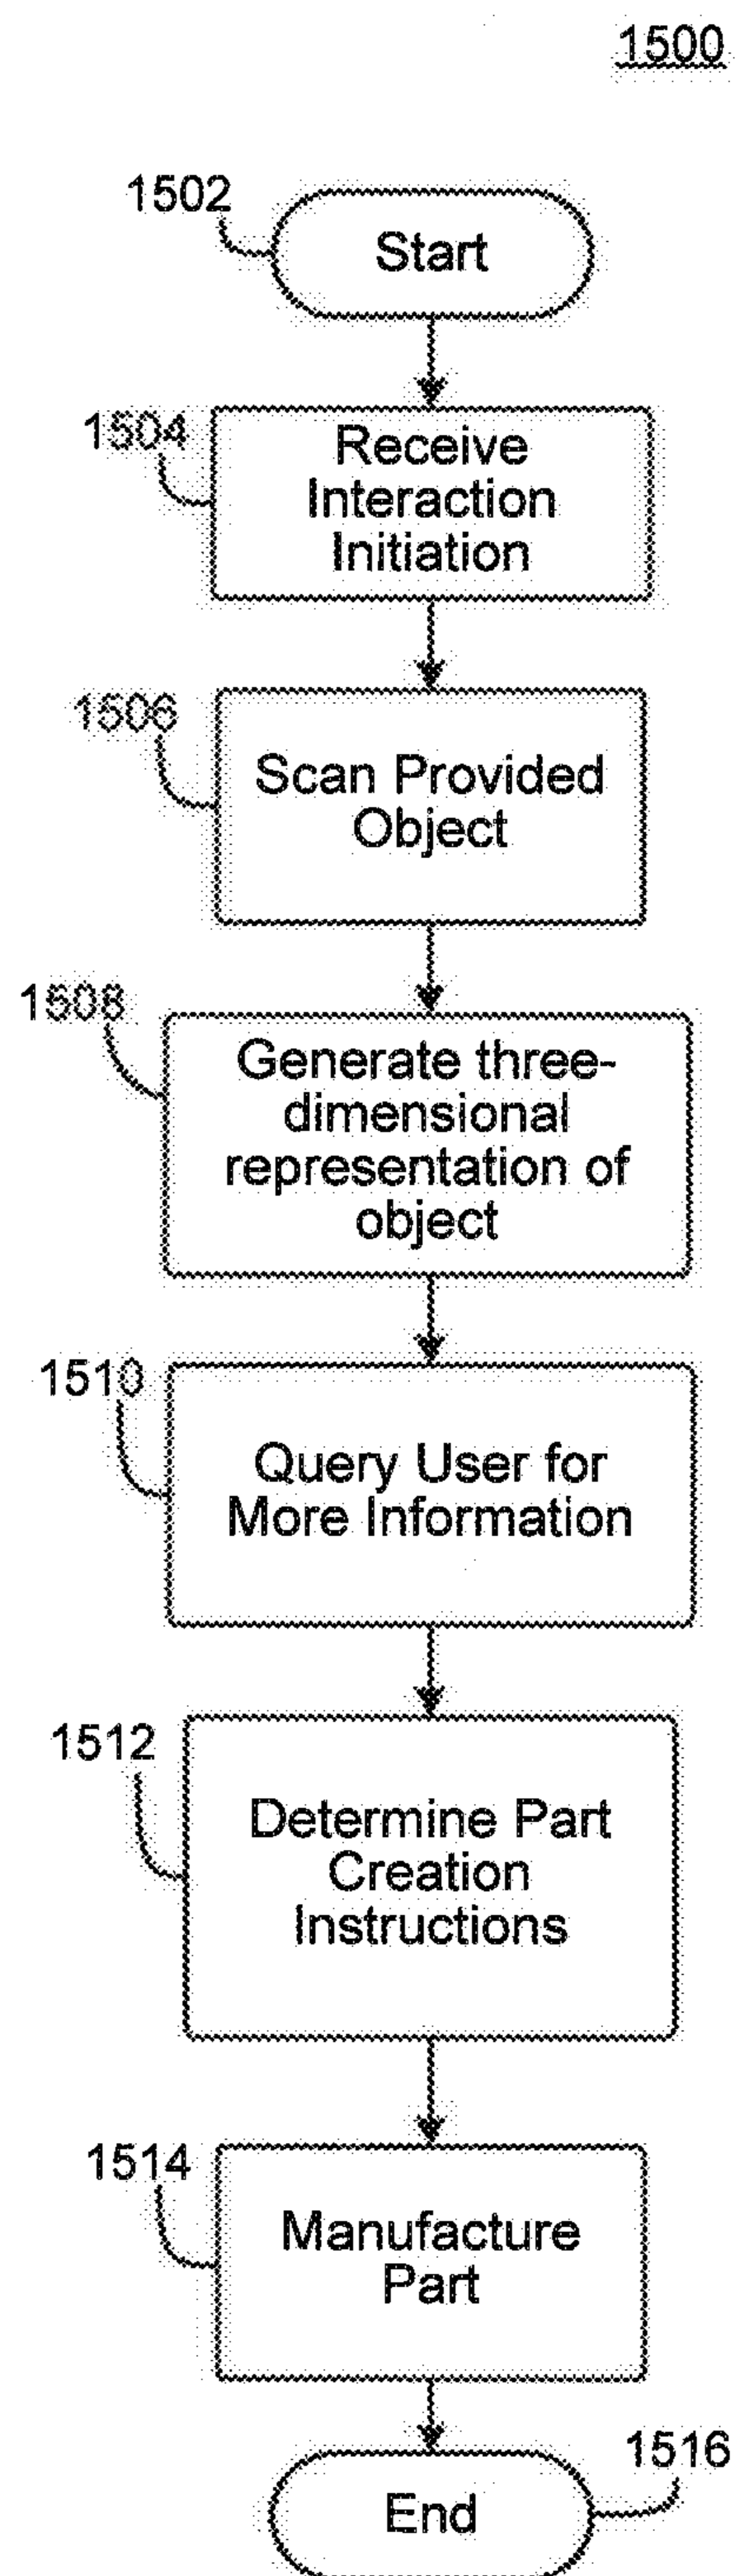 1500
1502
Start
1504
Receive
Interaction
Initiation
1506
Scan Provided
Object
1508
Generate three-
dimensional
representation of
object
1510
Query User for
More Information
1512
Determine Part
Creation
Instructions
1514
Manufacture
Part
1516
End